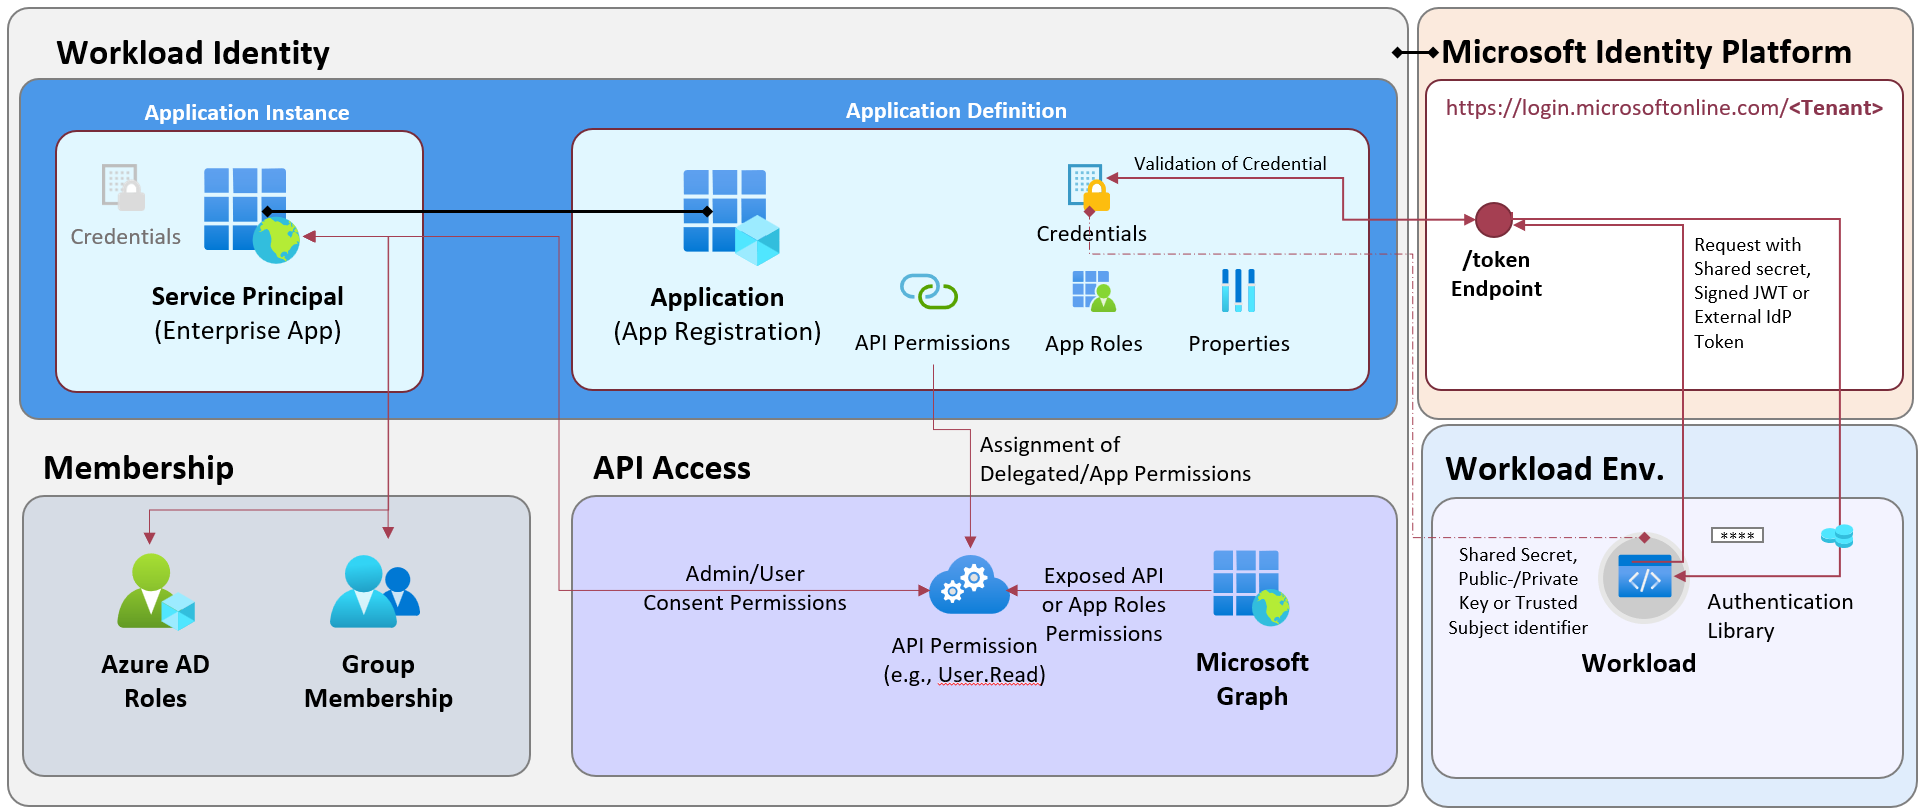 Workload Identity
Application Instance
Credentials
Service Principal
(Enterprise App)
Application Definition
Application
(App Registration)
Validation of Credential
Credentials
API Permissions
App Roles
Properties
Microsoft Identity Platform
https://login.microsoftonline.com/<Tenant>
/token
Endpoint
Request with
Shared secret,
Signed JWT or
External IdP
Token
Membership
Azure AD
Roles
Group
Membership
API Access
Assignment of
Delegated/App Permissions
Admin/User
Consent Permissions
API Permission
(e.g., User.Read)
Exposed API
or App Roles
Permissions
Microsoft
Graph
Workload Env.
Shared Secret,
Public-/Private
Key or Trusted
Subject identifier
Workload
****
Authentication
Library